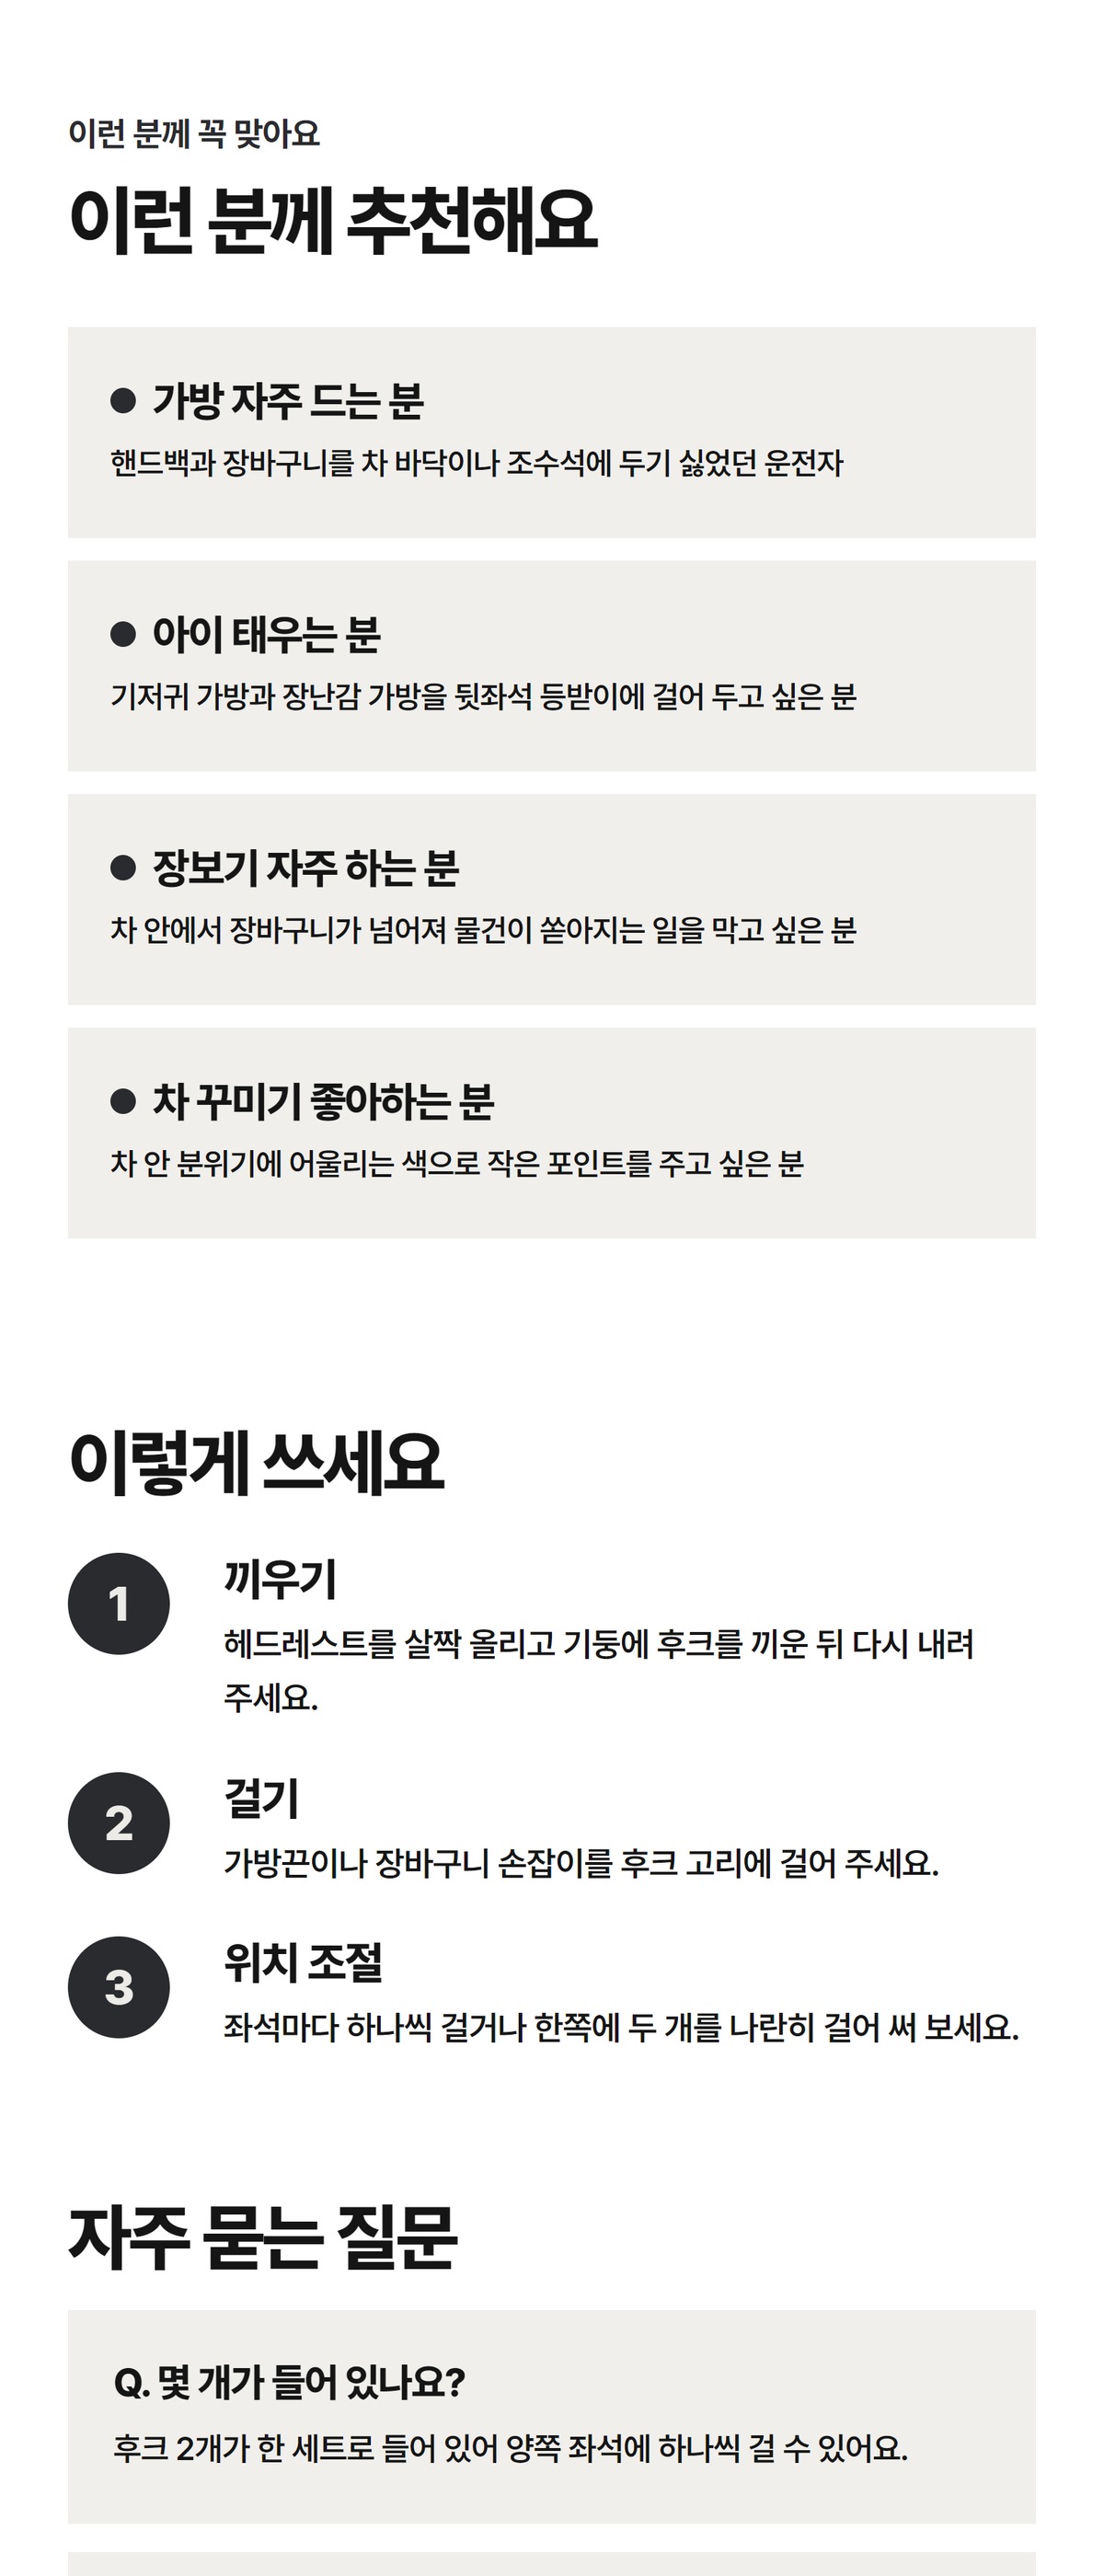 이런 분께 꼭 맞아요
이런 분께 추천해요
● 가방 자주 드는 분
핸드백과 장바구니를 차 바닥이나 조수석에 두기 싫었던 운전자
● 아이 태우는 분
기저귀 가방과 장난감 가방을 뒷좌석 등받이에 걸어 두고 싶은 분
● 장보기 자주 하는 분
차 안에서 장바구니가 넘어져 물건이 쏟아지는 일을 막고 싶은 분
● 차 꾸미기 좋아하는 분
차 안 분위기에 어울리는 색으로 작은 포인트를 주고 싶은 분
이렇게 쓰세요
1
끼우기
헤드레스트를 살짝 올리고 기둥에 후크를 끼운 뒤 다시 내려
주세요.
2
걸기
가방끈이나 장바구니 손잡이를 후크 고리에 걸어 주세요.
3
위치 조절
좌석마다 하나씩 걸거나 한쪽에 두 개를 나란히 걸어 써 보세요.
자주 묻는 질문
Q. 몇 개가 들어 있나요?
후크 2개가 한 세트로 들어 있어 양쪽 좌석에 하나씩 걸 수 있어요.